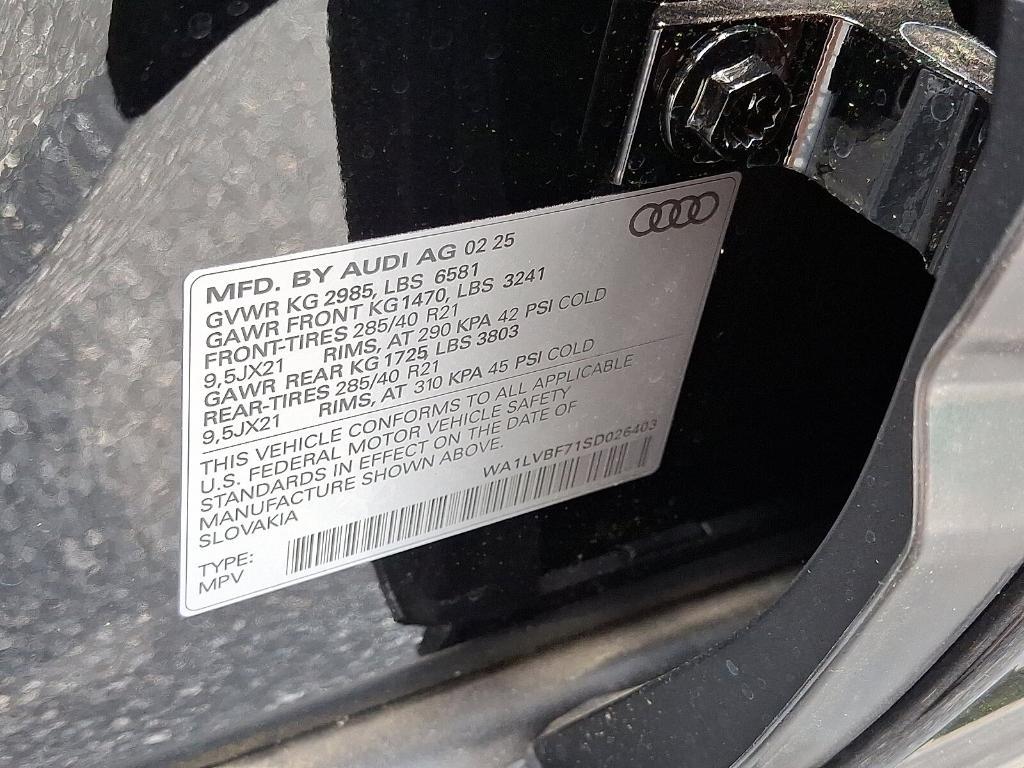 MFD. BY AUDI AG 02 25
GVWR KG 2985, LBS 6581
GAWR FRONT KG1470, LBS 3241
FRONT-TIRES 285/40 R21
9,5JX21 RIMS, AT 290 KPA 42 PSI COLD
GAWR REAR KG 1725, LBS 3803
REAR-TIRES 285/40 R21
9,5JX21 RIMS, AT 310 KPA 45 PSI COLD
THIS VEHICLE CONFORMS TO ALL APPLICABLE
U.S. FEDERAL MOTOR VEHICLE SAFETY
STANDARDS IN EFFECT ON THE DATE OF
MANUFACTURE SHOWN ABOVE.
SLOVAKIA
WA1LVBF71SD026403
TYPE:
MPV